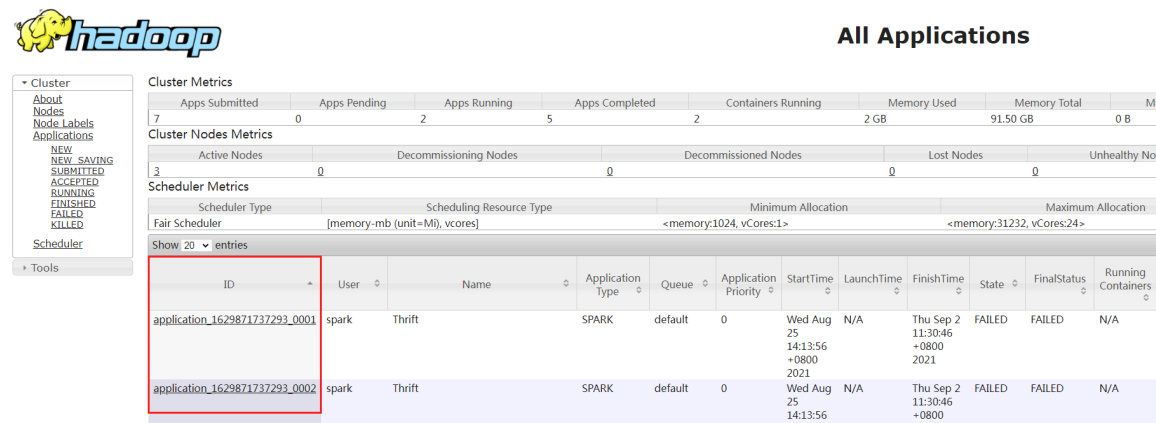 hadoop
All Applications
Cluster
About
Nodes
Node Labels
Applications
NEW
NEW_SAVING
SUBMITTED
ACCEPTED
RUNNING
FINISHED
FAILED
KILLED
Scheduler
Tools
Cluster Metrics
Apps Submitted Apps Pending Apps Running Apps Completed Containers Running Memory Used Memory Total M
7 0 2 5 2 2 GB 91.50 GB 0 B
Cluster Nodes Metrics
Active Nodes Decommissioning Nodes Decommissioned Nodes Lost Nodes Unhealthy No
3 0 0 0 0
Scheduler Metrics
Scheduler Type Scheduling Resource Type Minimum Allocation Maximum Allocation
Fair Scheduler [memory-mb (unit=Mi), vcores] <memory:1024, vCores:1> <memory:31232, vCores:24>
Show 20 entries
ID User Name Application Type Queue Application Priority StartTime LaunchTime FinishTime State FinalStatus Running Containers
application_1629871737293_0001 spark Thrift SPARK default 0 Wed Aug 25 14:13:56 +0800 2021 N/A Thu Sep 2 11:30:46 +0800 2021 FAILED FAILED N/A
application_1629871737293_0002 spark Thrift SPARK default 0 Wed Aug 25 14:13:56 N/A Thu Sep 2 11:30:46 +0800 FAILED FAILED N/A